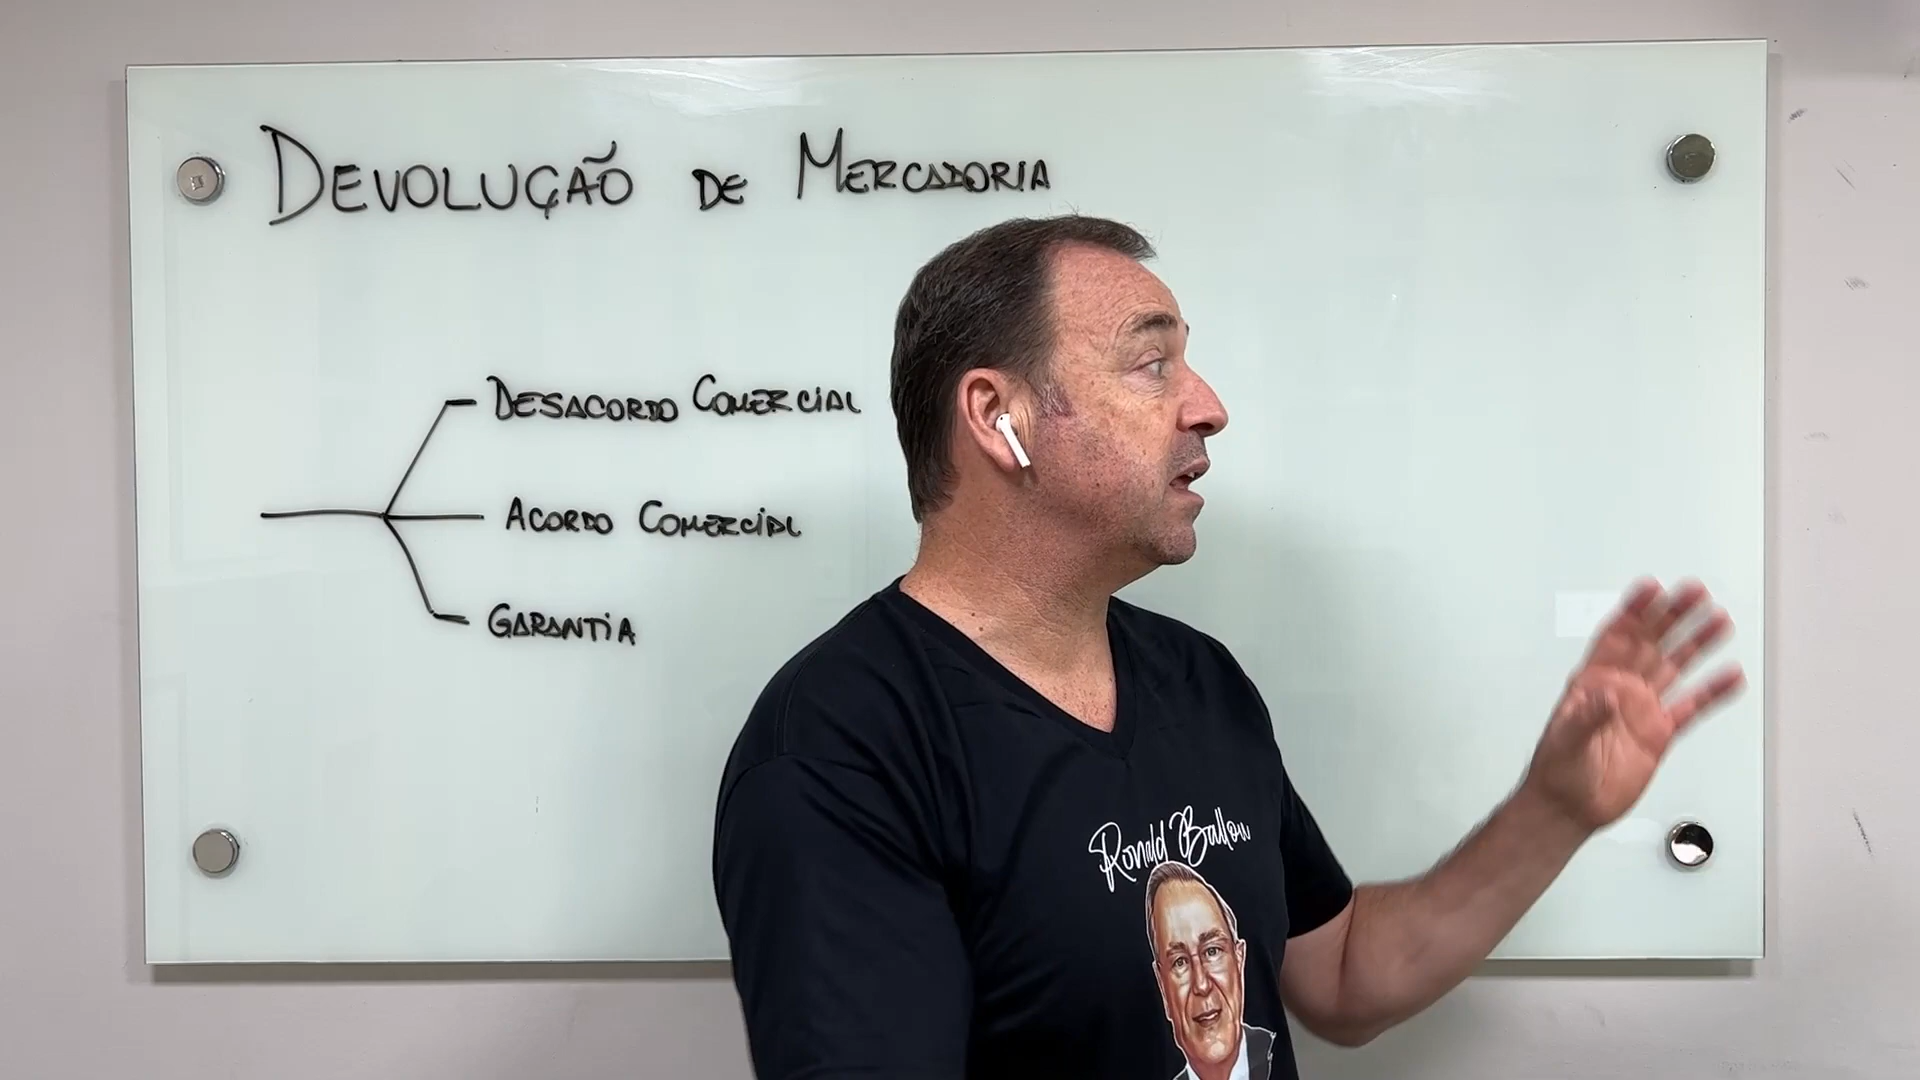 DEVOLUÇÃO DE MERCADORIA
DESACORDO COMERCIAL
ACORDO COMERCIAL
GARANTIA
Ronald Ballou